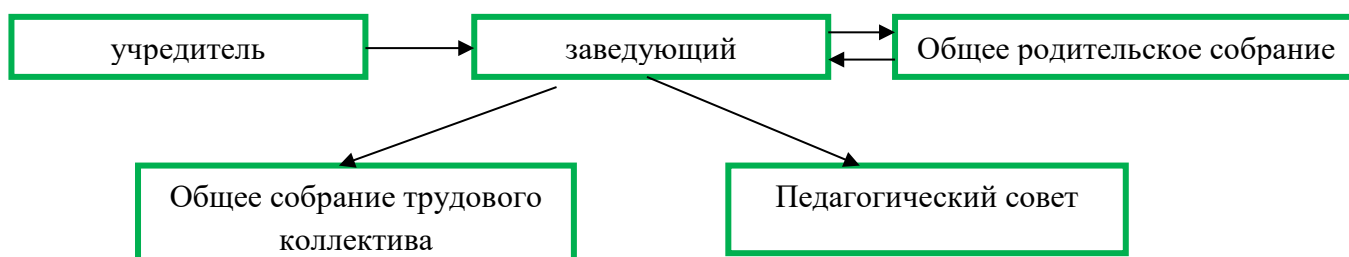 учредитель
заведующий
Общее родительское собрание
Общее собрание трудового
коллектива
Педагогический совет